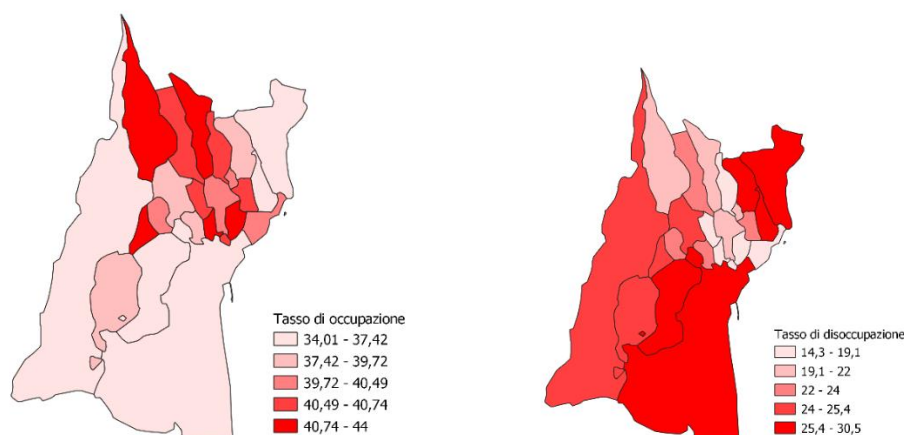 Tasso di occupazione
34,01 - 37,42
37,42 - 39,72
39,72 - 40,49
40,49 - 40,74
40,74 - 44
Tasso di disoccupazione
14,3 - 19,1
19,1 - 22
22 - 24
24 - 25,4
25,4 - 30,5